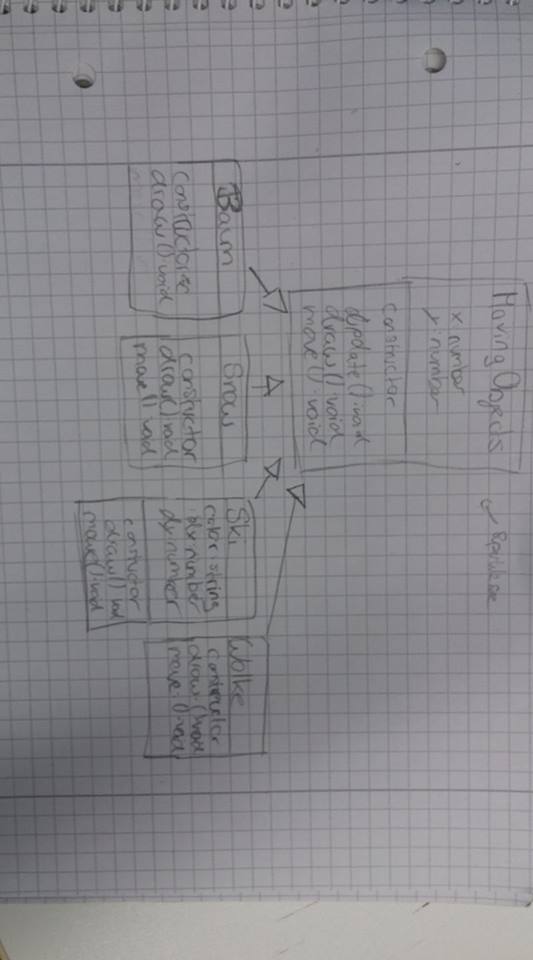 Moving Objects
x: number
y: number
constructor
update(): void
draw(): void
move(): void
Baum
constructor
draw(): void
Snow
constructor
draw(): void
move(): void
Ski
color: string
dx: number
dy: number
constructor
draw(): void
move(): void
Wolke
constructor
draw(): void
move(): void